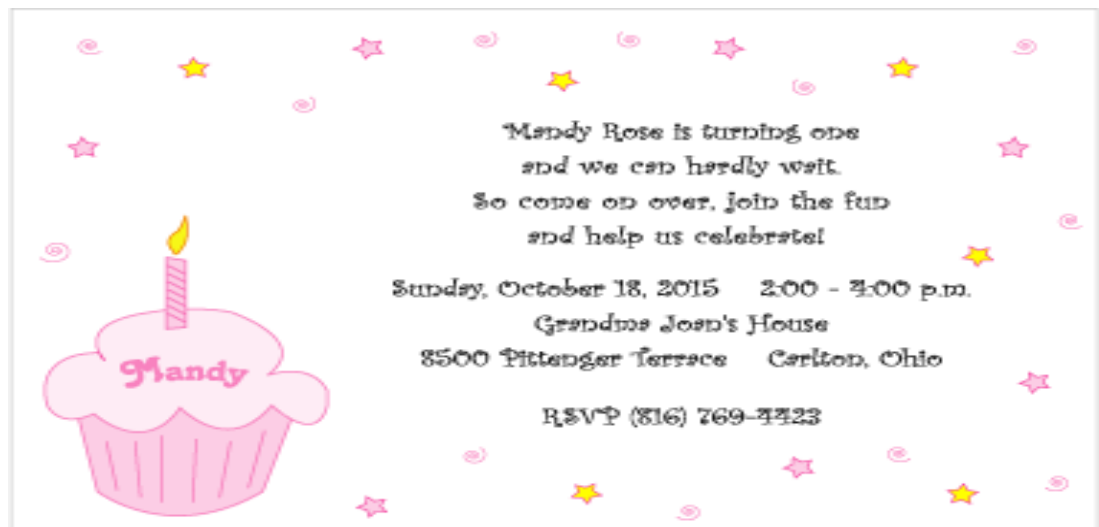 Mandy Rose is turning one
and we can hardly wait.
So come on over, join the fun
and help us celebrate!
Sunday, October 18, 2015 2:00 - 4:00 p.m.
Grandma Joan's House
8500 Pittenger Terrace Carlton, Ohio
RSVP (816) 769-4423
Mandy